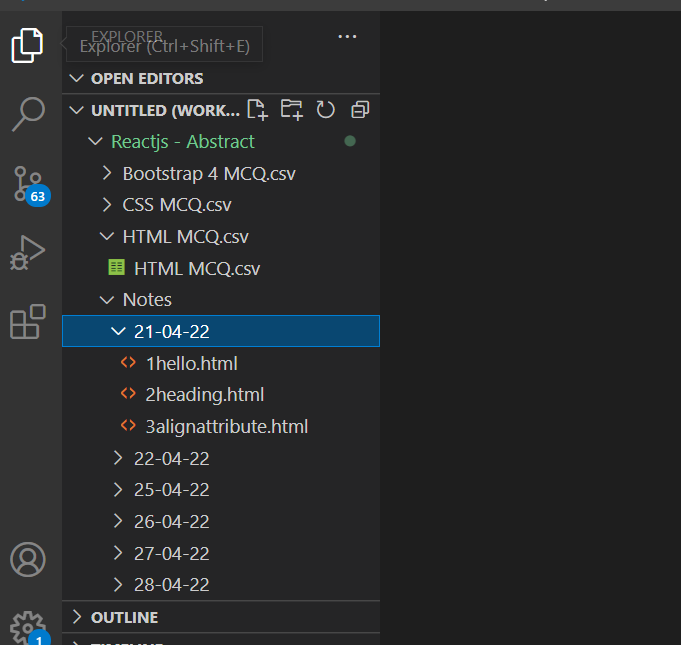 EXPLORER
Explorer (Ctrl+Shift+E)
OPEN EDITORS
UNTITLED (WORK...
Reactjs - Abstract
Bootstrap 4 MCQ.csv
CSS MCQ.csv
63
HTML MCQ.csv
HTML MCQ.csv
Notes
21-04-22
1hello.html
2heading.html
3alignattribute.html
22-04-22
25-04-22
26-04-22
27-04-22
28-04-22
OUTLINE
1
TIMELINE